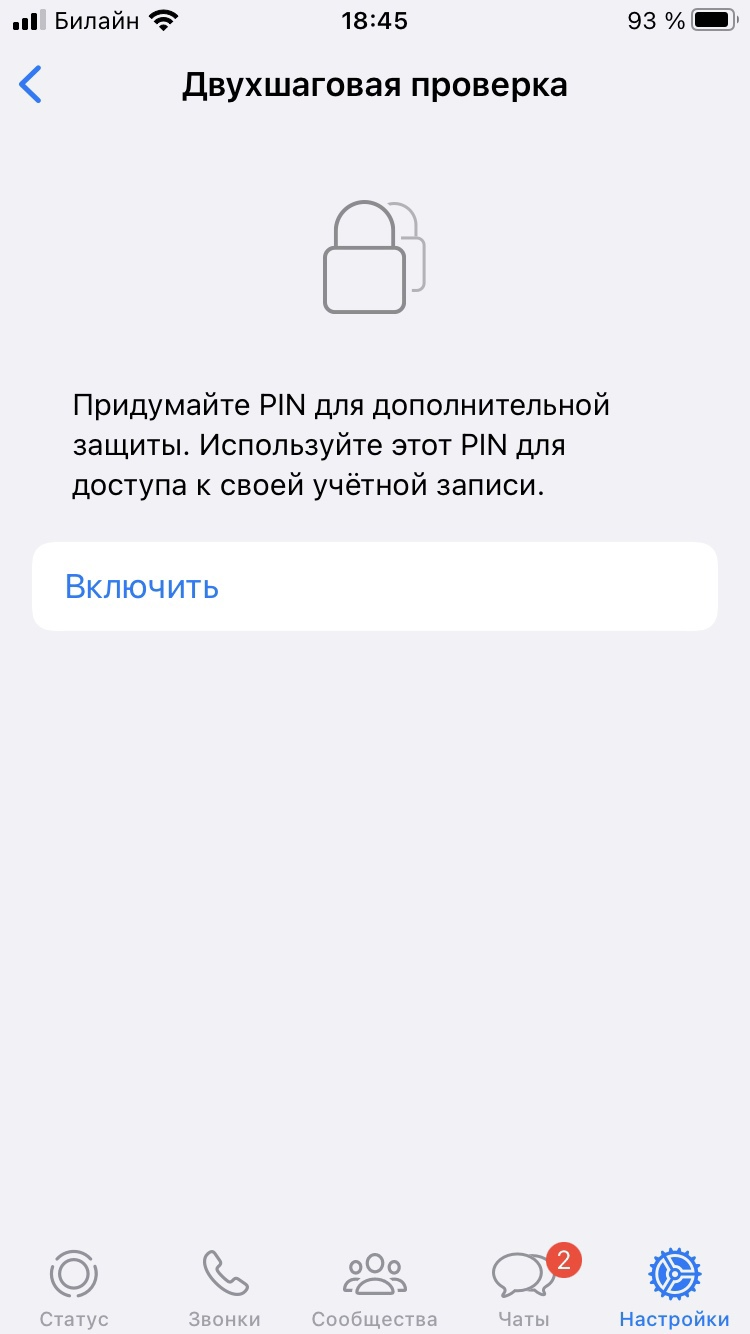 Билайн 18:45 93 %
Двухшаговая проверка
Придумайте PIN для дополнительной
защиты. Используйте этот PIN для
доступа к своей учётной записи.
Включить
2
Статус Звонки Сообщества Чаты Настройки